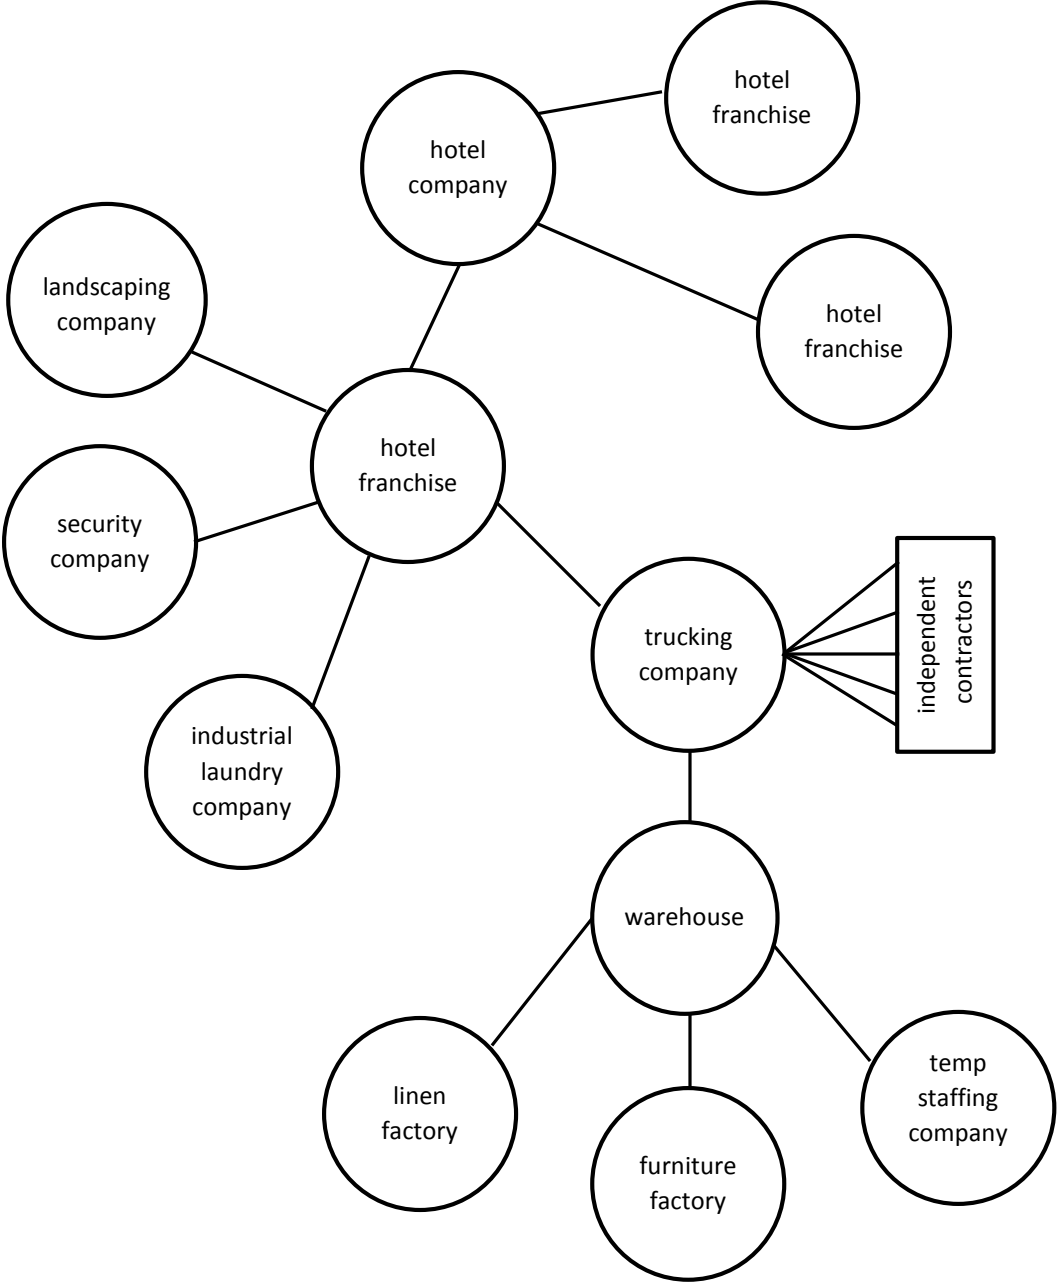 hotel
franchise
hotel
company
landscaping
company
hotel
franchise
hotel
franchise
security
company
independent
contractors
trucking
company
industrial
laundry
company
warehouse
linen
factory
temp
staffing
company
furniture
factory